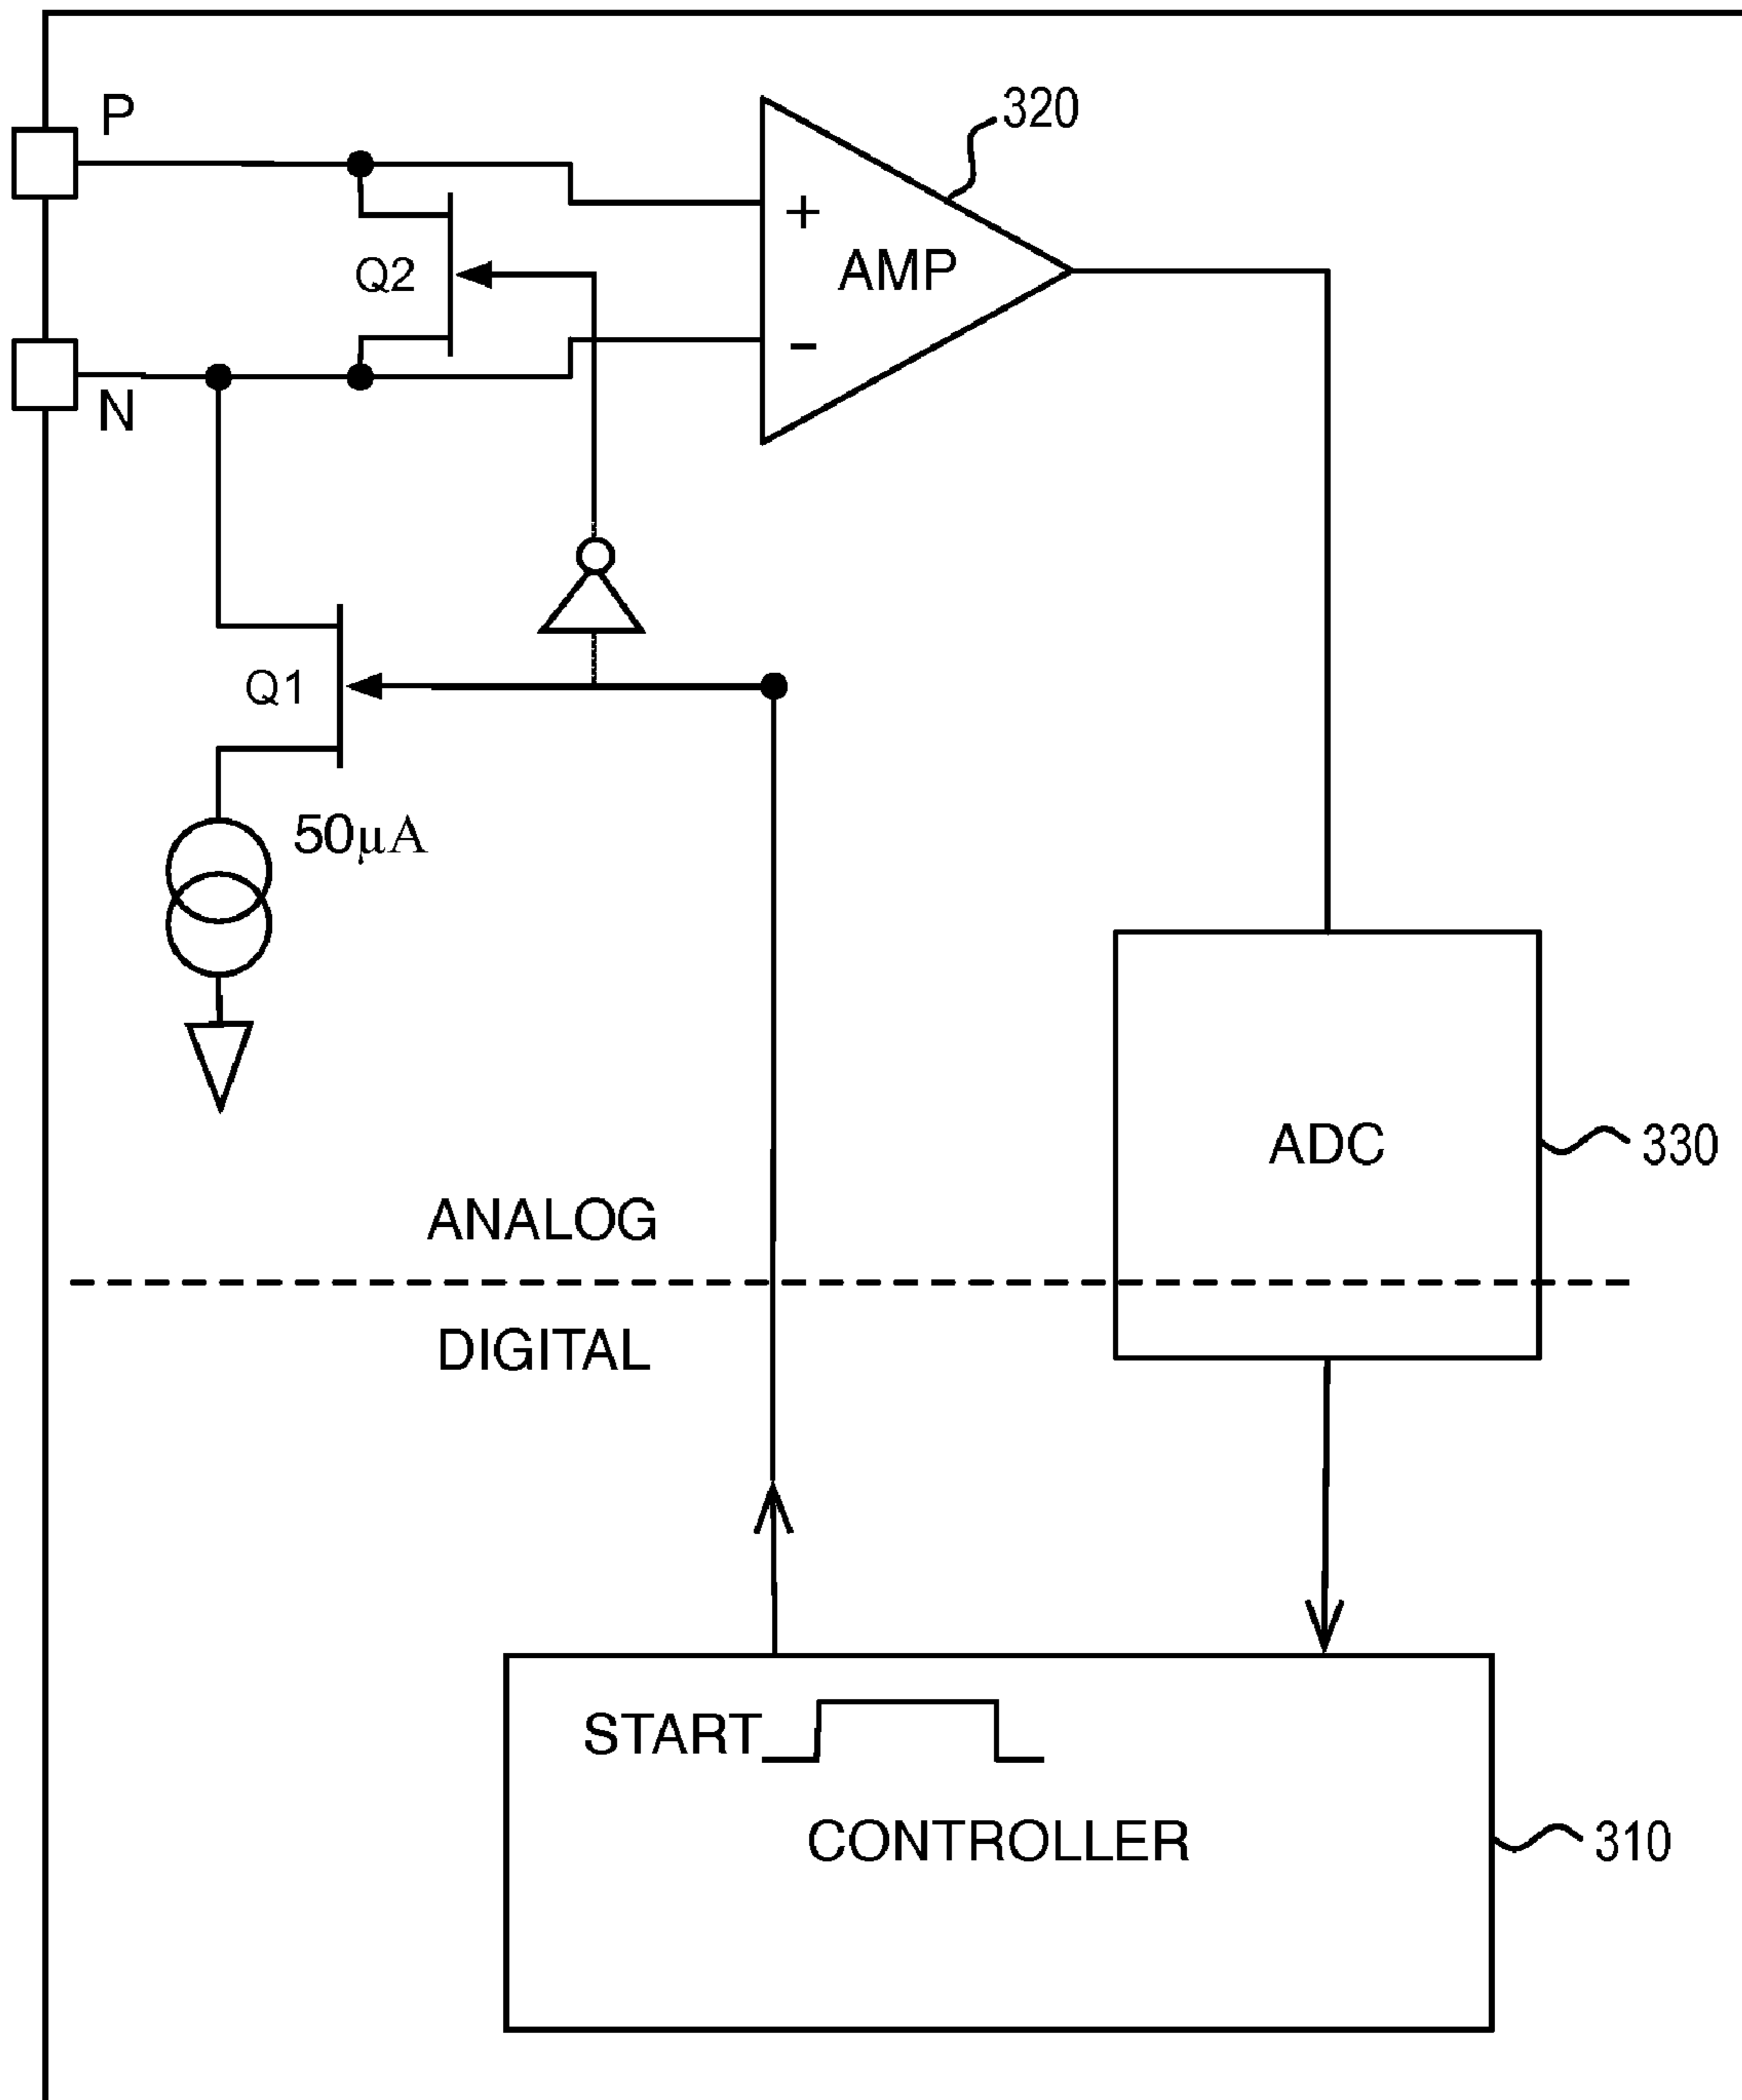 P
320
+
AMP
Q2
-
N
Q1
50µA
ADC
330
ANALOG
DIGITAL
START
CONTROLLER
310